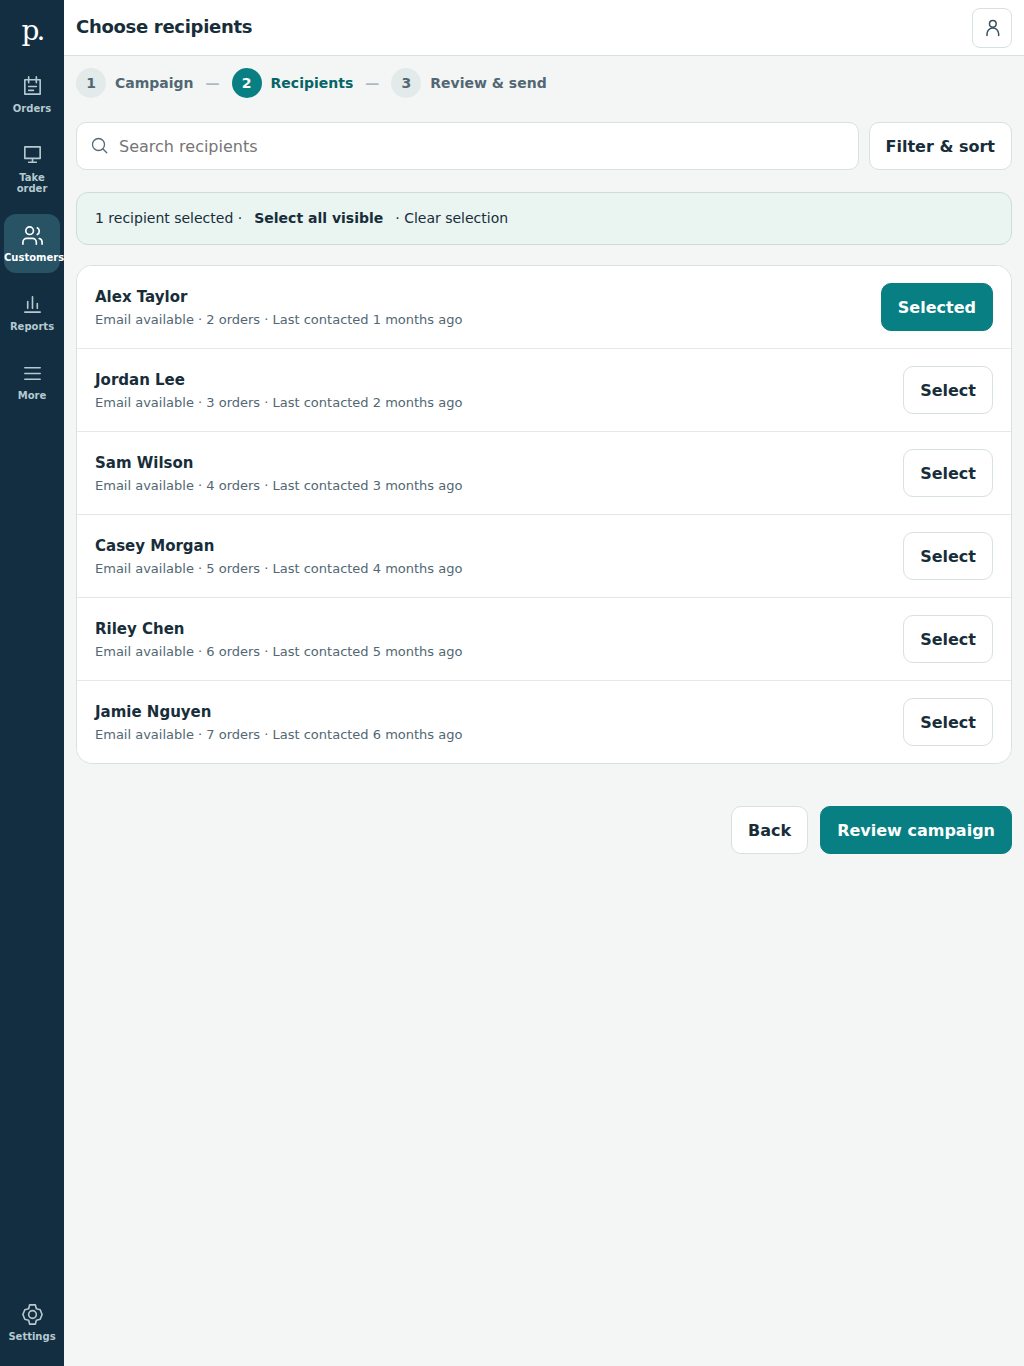 p.
Choose recipients
Orders
Take
order
Customers
Reports
More
Settings
1 Campaign — 2 Recipients — 3 Review & send
Search recipients
Filter & sort
1 recipient selected · Select all visible · Clear selection
Alex Taylor
Email available · 2 orders · Last contacted 1 months ago
Selected
Jordan Lee
Email available · 3 orders · Last contacted 2 months ago
Select
Sam Wilson
Email available · 4 orders · Last contacted 3 months ago
Select
Casey Morgan
Email available · 5 orders · Last contacted 4 months ago
Select
Riley Chen
Email available · 6 orders · Last contacted 5 months ago
Select
Jamie Nguyen
Email available · 7 orders · Last contacted 6 months ago
Select
Back
Review campaign